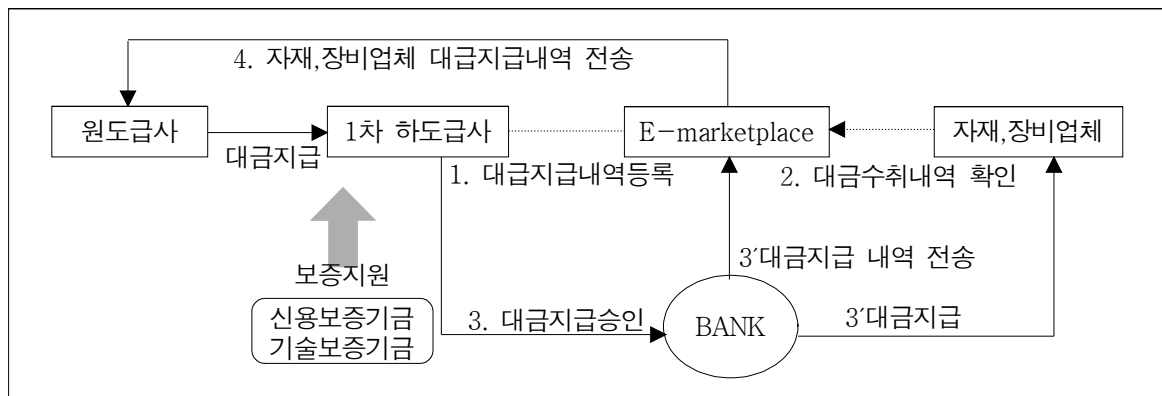 4. 자재,장비업체 대급지급내역 전송
원도급사
1차 하도급사
E-marketplace
자재,장비업체
대금지급
1. 대급지급내역등록
2. 대금수취내역 확인
보증지원
3′대금지급 내역 전송
신용보증기금
기술보증기금
3. 대금지급승인
BANK
3′대금지급